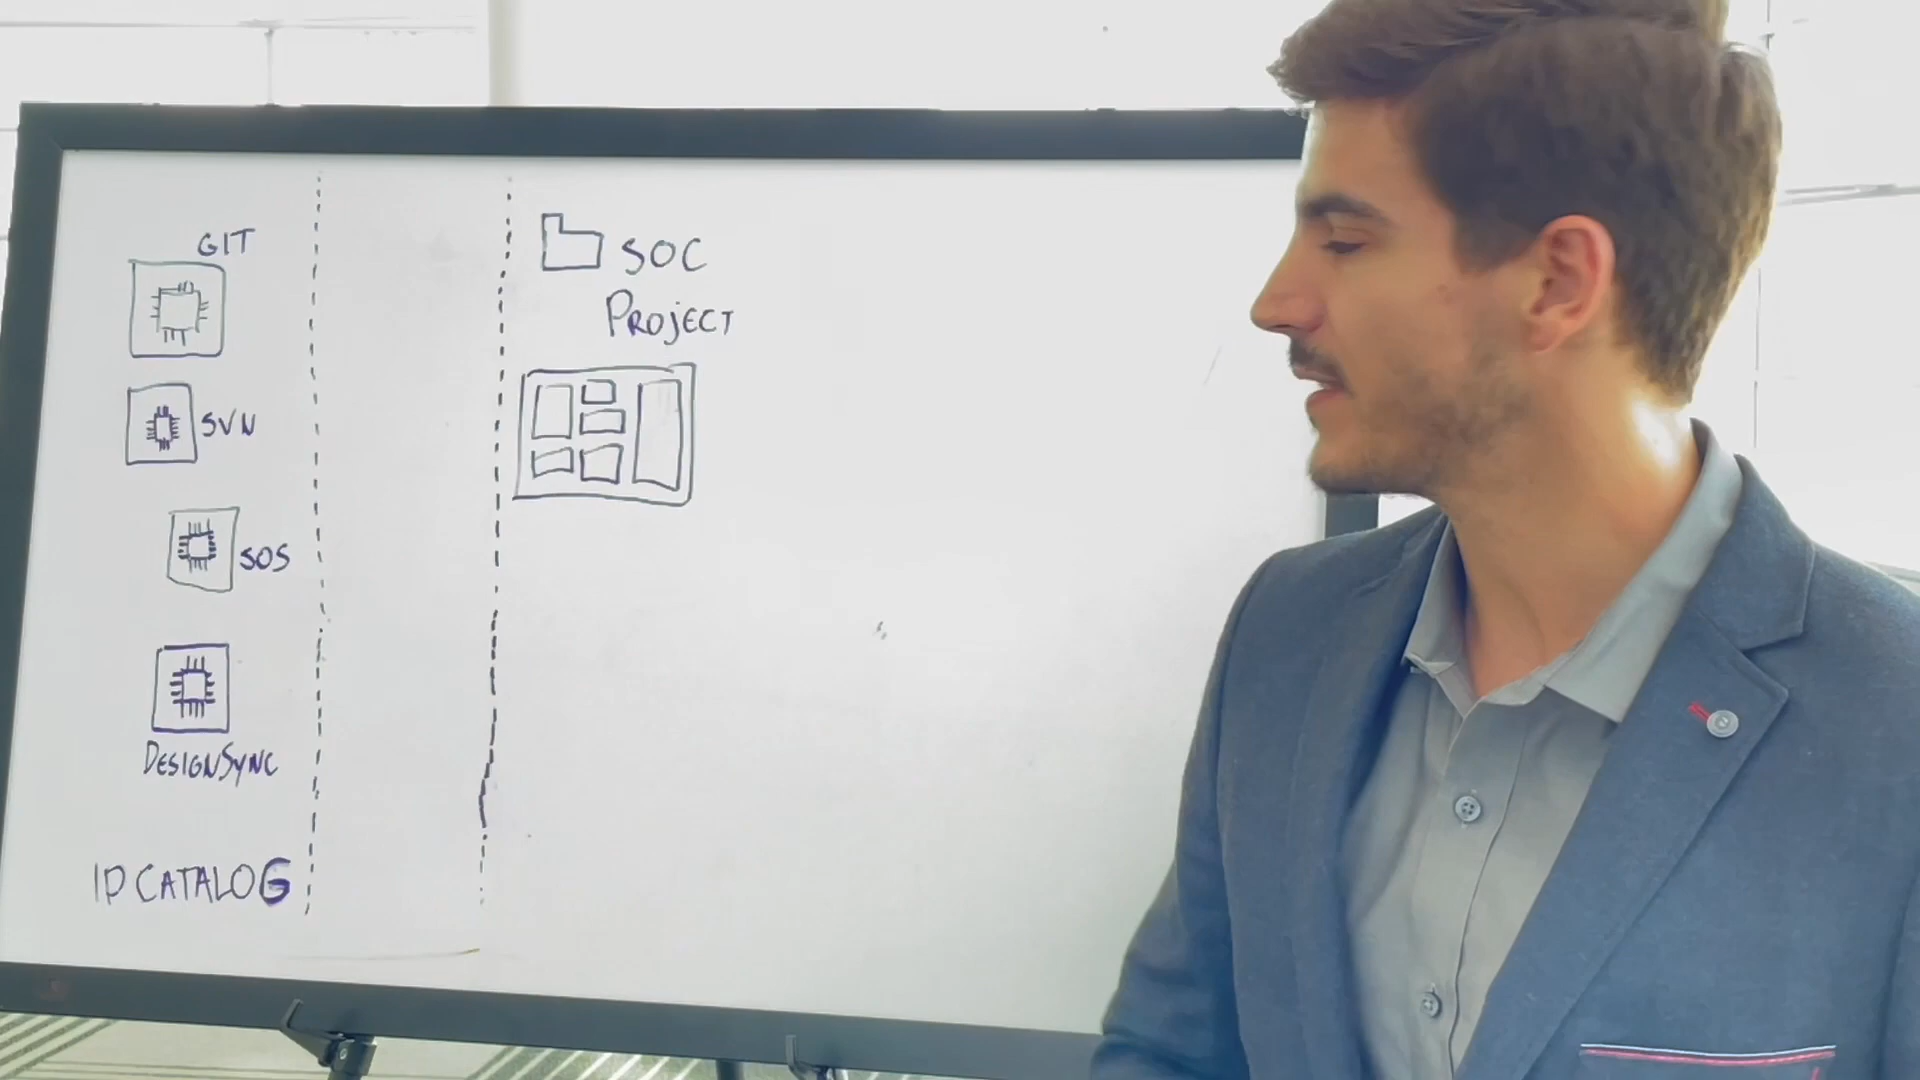 GIT
SVN
SOS
DESIGNSYNC
IP CATALOG
SOC
PROJECT